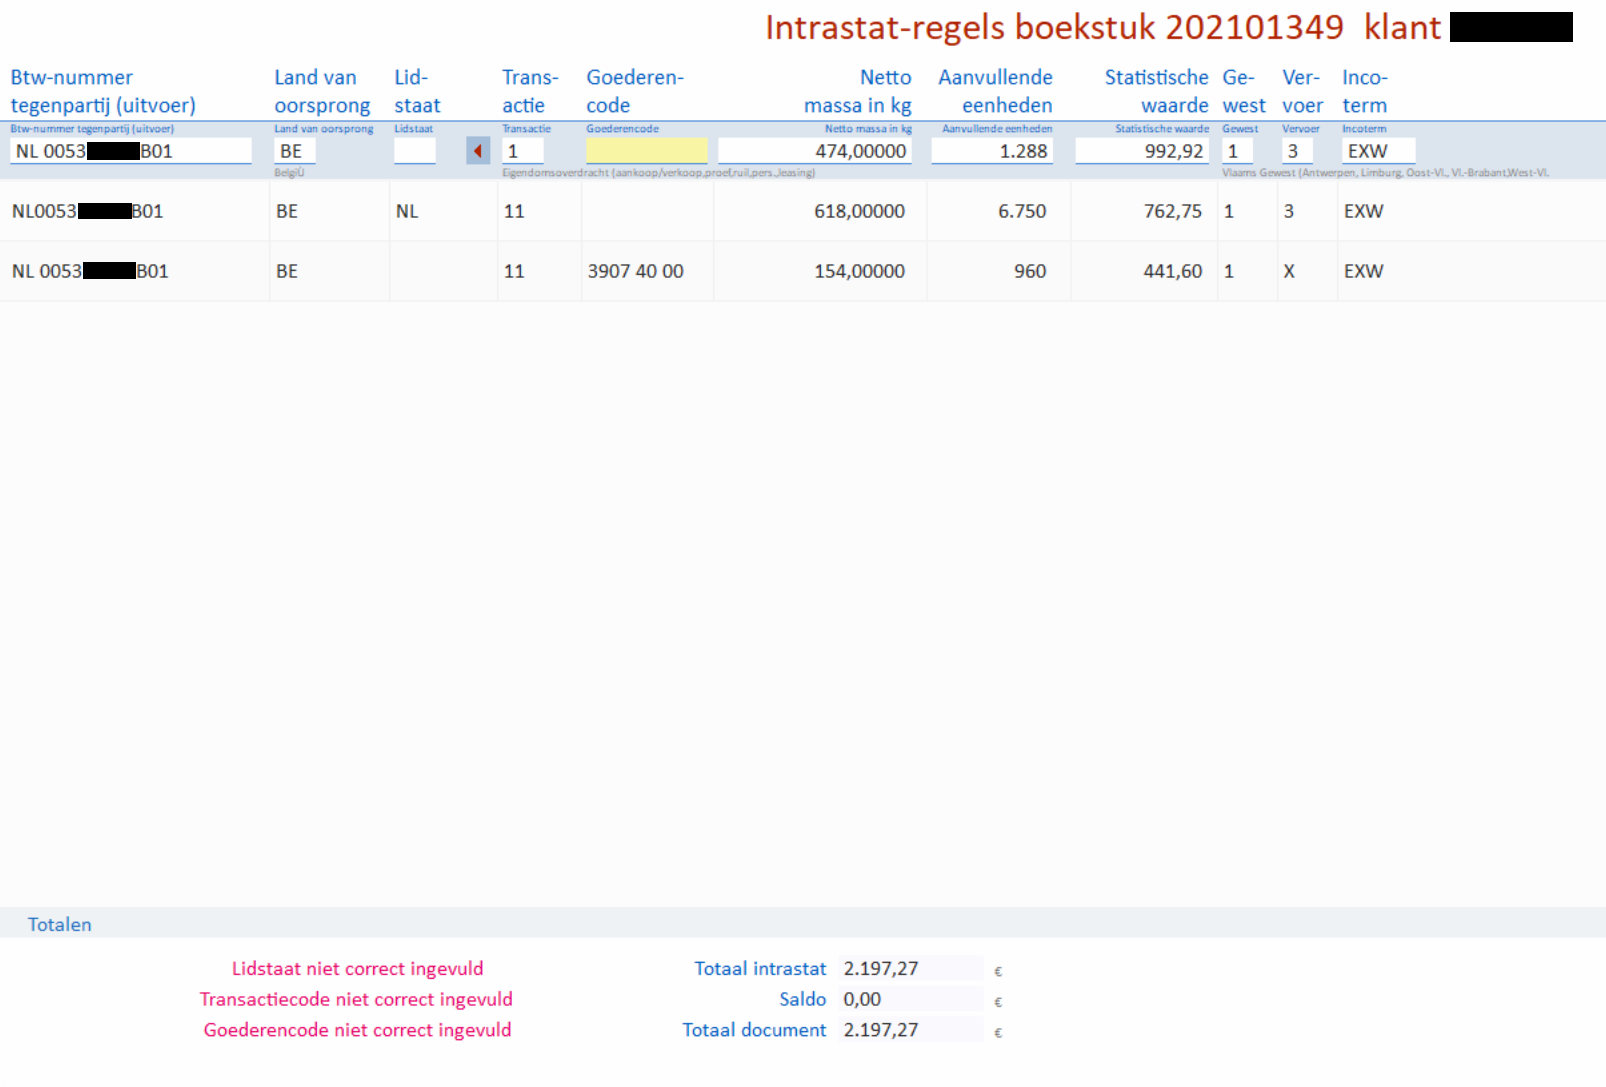 Intrastat-regels boekstuk 202101349 klant
Btw-nummer tegenpartij (uitvoer) Land van oorsprong Lid-staat Trans-actie Goederen-code Netto massa in kg Aanvullende eenheden Statistische waarde Ge-west Ver-voer Inco-term
Btw-nummer tegenpartij (uitvoer) Land van oorsprong Lidstaat Transactie Goederencode Netto massa in kg Aanvullende eenheden Statistische waarde Gewest Vervoer Incoterm
NL 0053 B01 BE 1 474,00000 1.288 992,92 1 3 EXW
BelgiÙ Eigendomsoverdracht (aankoop/verkoop,proef,ruil,pers.,leasing) Vlaams Gewest (Antwerpen, Limburg, Oost-Vl., Vl.-Brabant,West-Vl.
NL0053 B01 BE NL 11 618,00000 6.750 762,75 1 3 EXW
NL 0053 B01 BE 11 3907 40 00 154,00000 960 441,60 1 X EXW
Totalen
Lidstaat niet correct ingevuld Totaal intrastat 2.197,27 €
Transactiecode niet correct ingevuld Saldo 0,00 €
Goederencode niet correct ingevuld Totaal document 2.197,27 €